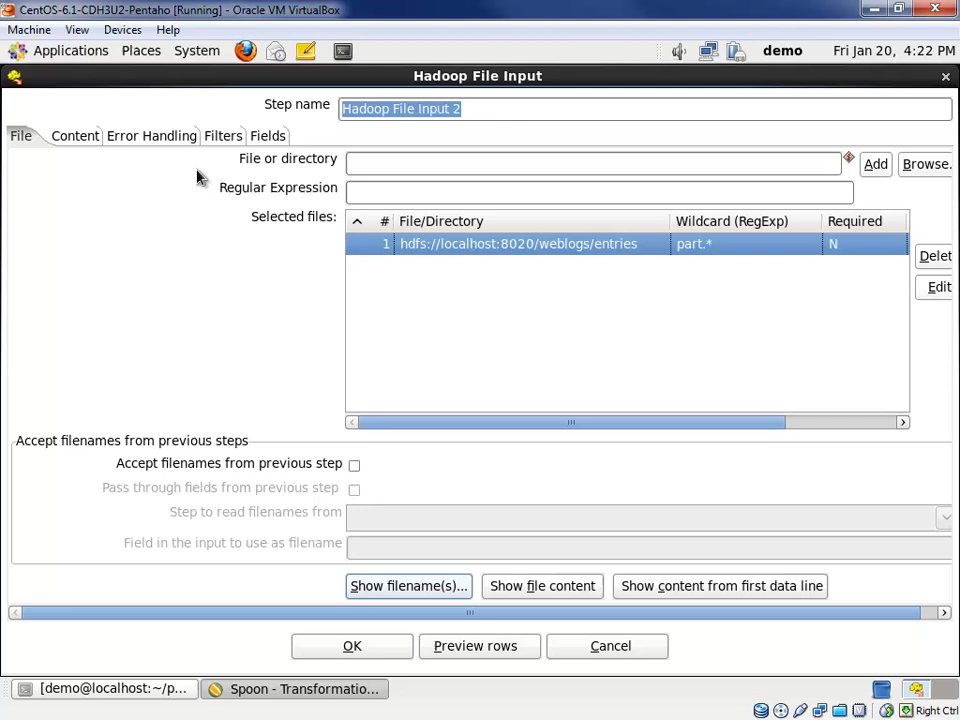 CentOS-6.1-CDH3U2-Pentaho [Running] - Oracle VM VirtualBox
Machine View Devices Help
Applications Places System demo Fri Jan 20, 4:22 PM
Hadoop File Input
Step name Hadoop File Input 2
File Content Error Handling Filters Fields
File or directory Add Browse.
Regular Expression
Selected files: # File/Directory Wildcard (RegExp) Required
1 hdfs://localhost:8020/weblogs/entries part.* N
Delet
Edit
Accept filenames from previous steps
Accept filenames from previous step
Pass through fields from previous step
Step to read filenames from
Field in the input to use as filename
Show filename(s)... Show file content Show content from first data line
OK Preview rows Cancel
[demo@localhost:~/p... Spoon - Transformatio...
Right Ctrl